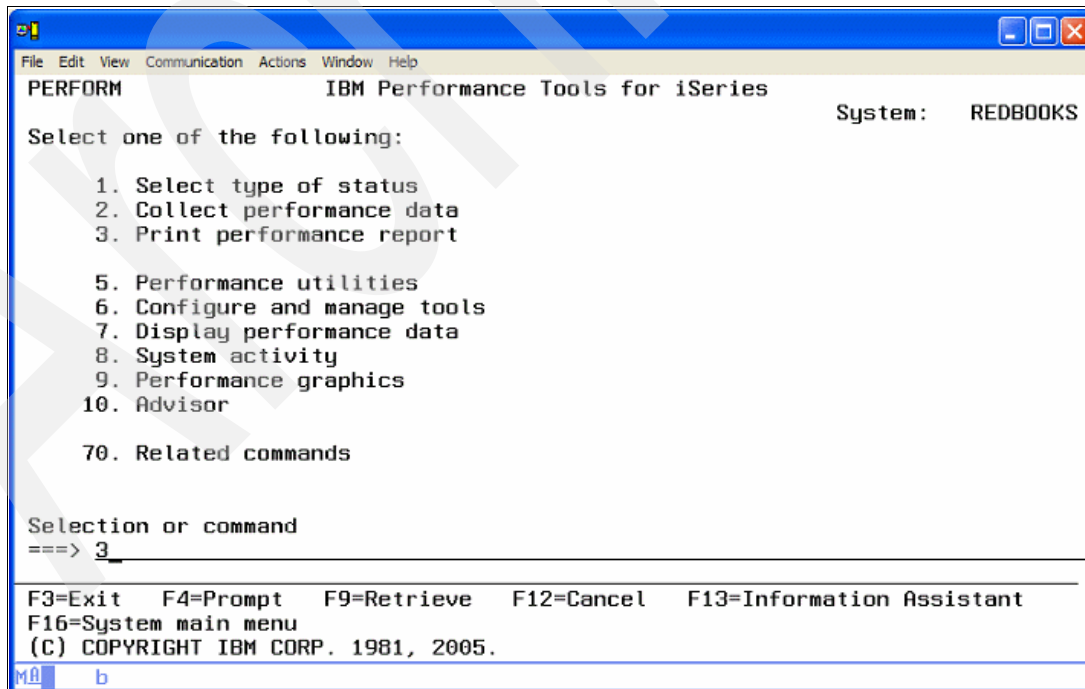 File Edit View Communication Actions Window Help
PERFORM IBM Performance Tools for iSeries
System: REDBOOKS
Select one of the following:
1. Select type of status
2. Collect performance data
3. Print performance report
5. Performance utilities
6. Configure and manage tools
7. Display performance data
8. System activity
9. Performance graphics
10. Advisor
70. Related commands
Selection or command
===> 3_
F3=Exit F4=Prompt F9=Retrieve F12=Cancel F13=Information Assistant
F16=System main menu
(C) COPYRIGHT IBM CORP. 1981, 2005.
MA b